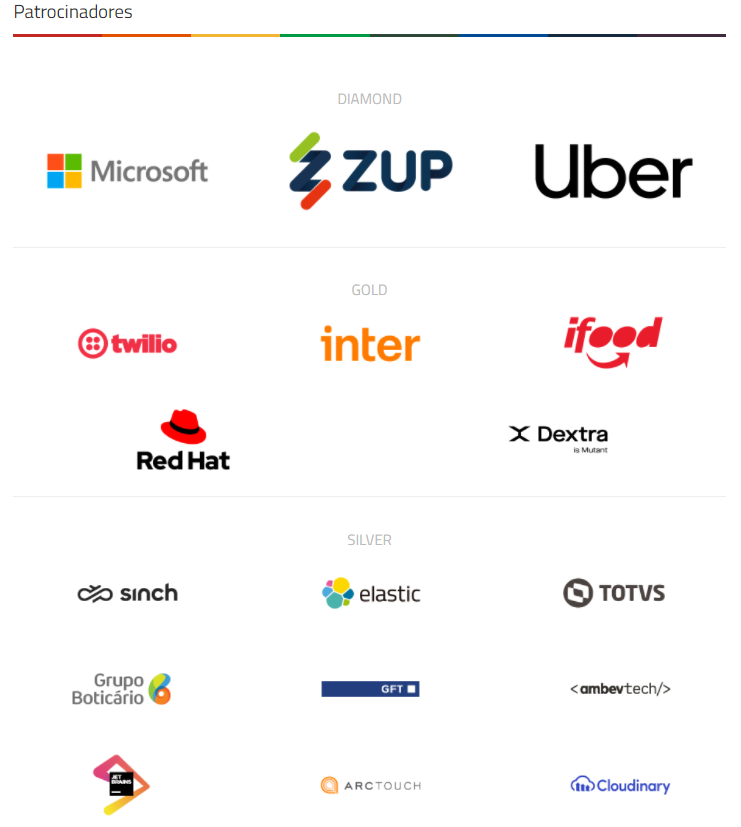 Patrocinadores
DIAMOND
Microsoft
ZUP
Uber
GOLD
twilio
inter
ifood
Red Hat
Dextra
is Mutant
SILVER
sinch
elastic
TOTVS
Grupo
Boticário
GFT
<ambevtech/>
JET
BRAINS
ARCTOUCH
Cloudinary